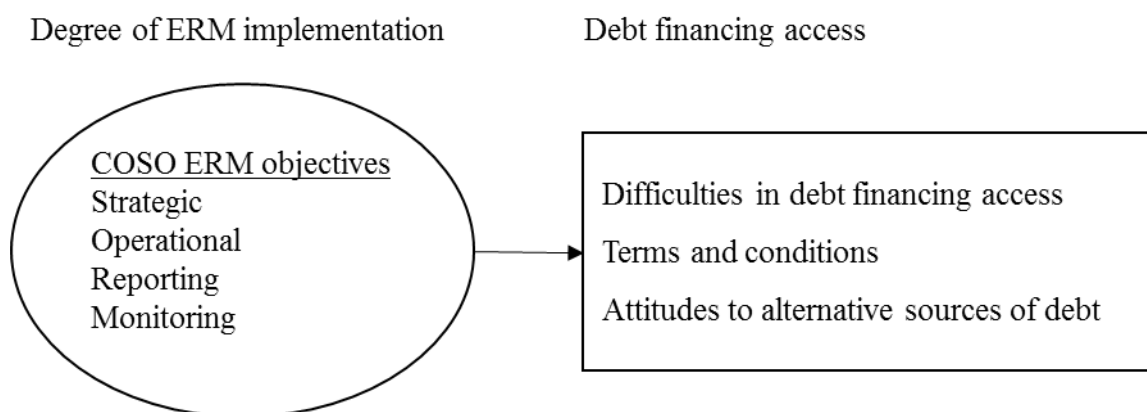 Degree of ERM implementation
Debt financing access
COSO ERM objectives
Strategic
Operational
Reporting
Monitoring
Difficulties in debt financing access
Terms and conditions
Attitudes to alternative sources of debt